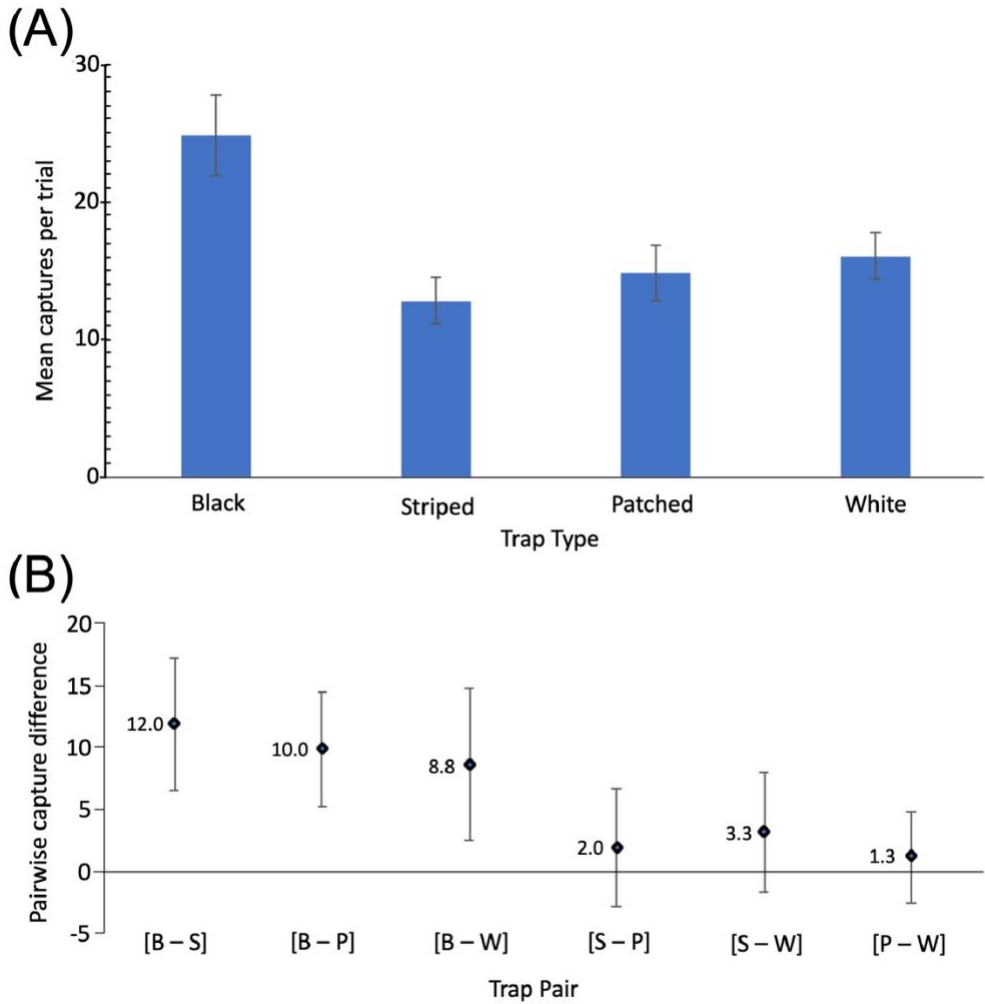 (A)
Mean captures per trial
30
20
10
0
Black Striped Patched White
Trap Type
(B)
Pairwise capture difference
20
15
10
5
0
-5
12.0
10.0
8.8
2.0
3.3
1.3
[B – S] [B – P] [B – W] [S – P] [S – W] [P – W]
Trap Pair